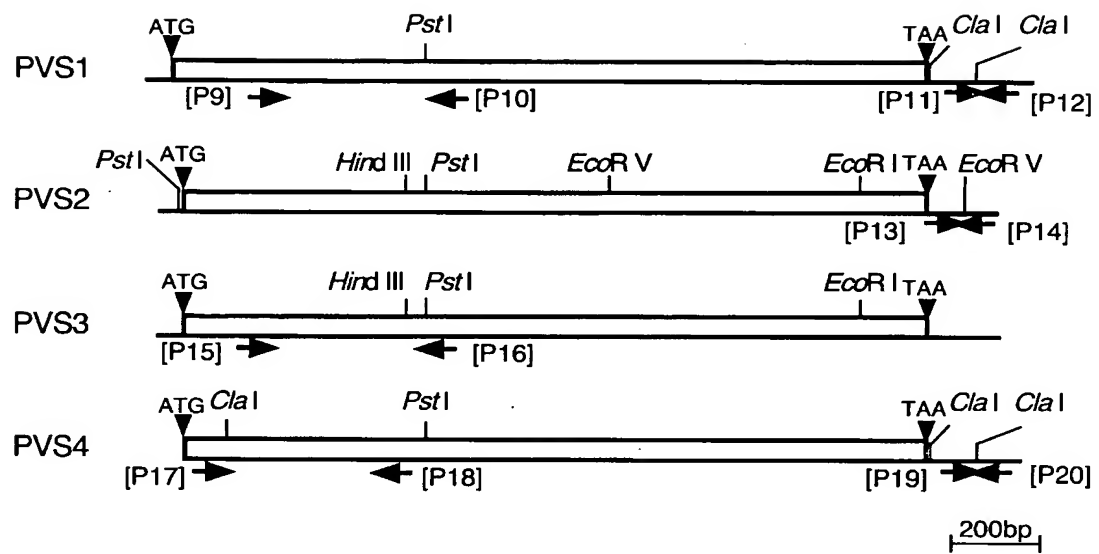 ATG PstI TAA ClaI ClaI
PVS1
[P9] [P10] [P11] [P12]
PstI ATG HindIII PstI EcoRV EcoRI TAA EcoRV
PVS2
[P13] [P14]
ATG HindIII PstI EcoRI TAA
PVS3
[P15] [P16]
ATG ClaI PstI TAA ClaI ClaI
PVS4
[P17] [P18] [P19] [P20]
200bp